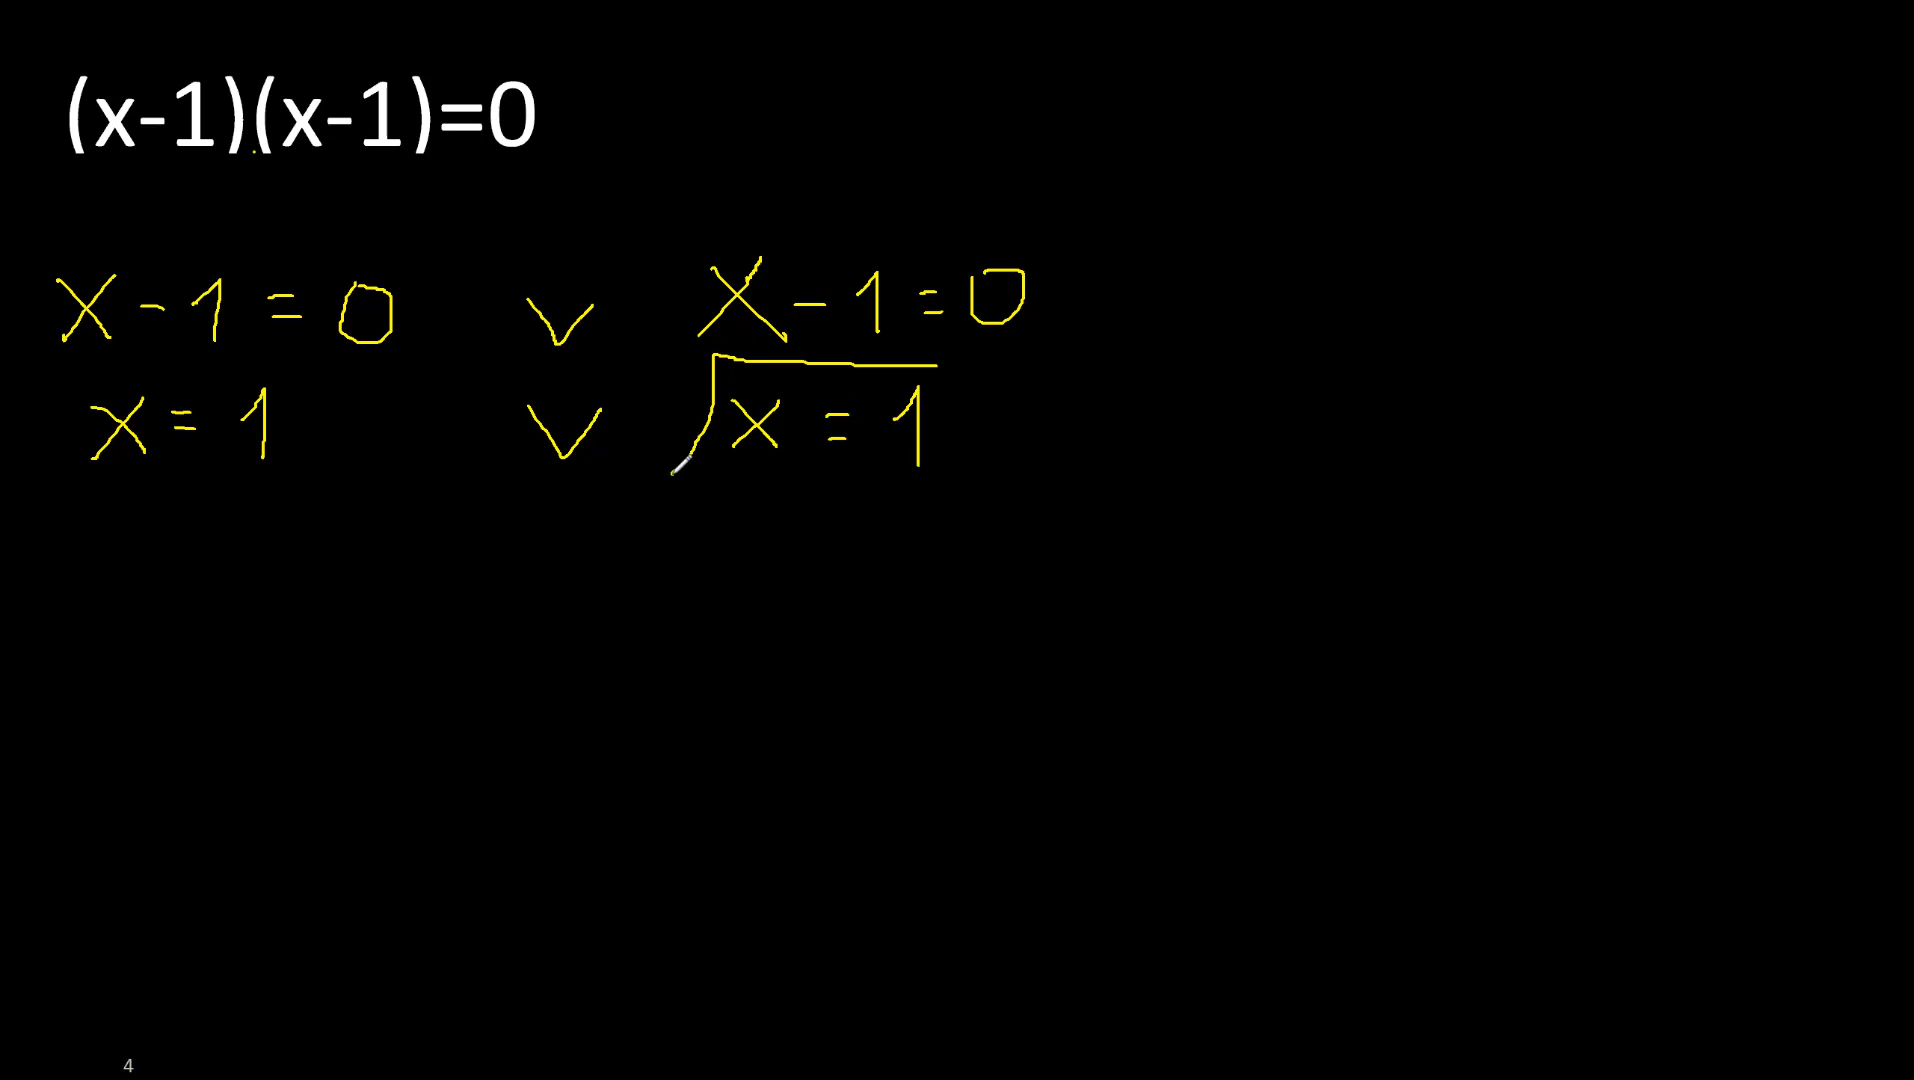 (x-1)(x-1)=0
x - 1 = 0 v x - 1 = 0
x = 1 v x = 1
4